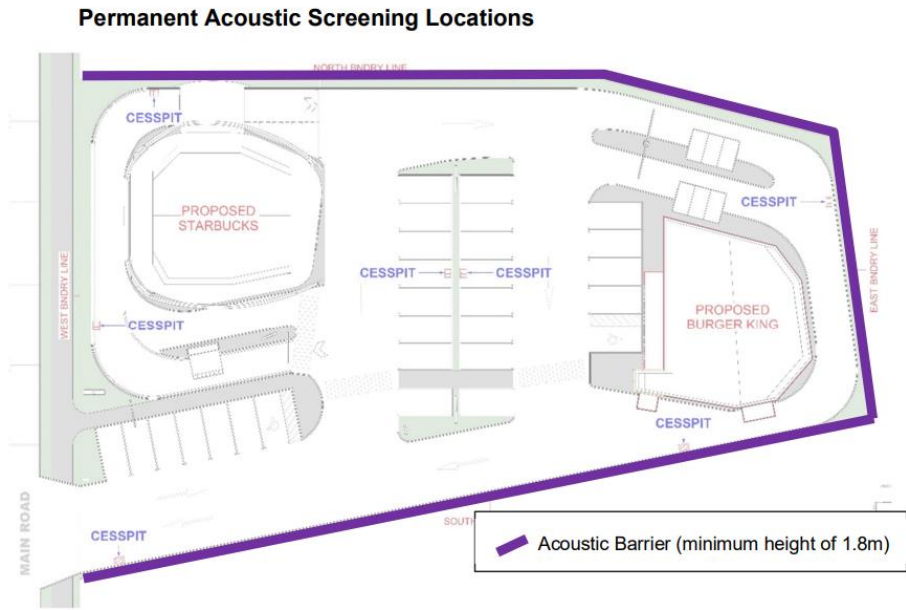 Permanent Acoustic Screening Locations
NORTH BNDRY LINE
CESSPIT
PROPOSED
STARBUCKS
CESSPIT
CESSPIT
CESSPIT
WEST BNDRY LINE
EAST BNDRY LINE
PROPOSED
BURGER KING
CESSPIT
CESSPIT
CESSPIT
MAIN ROAD
SOUTH
Acoustic Barrier (minimum height of 1.8m)